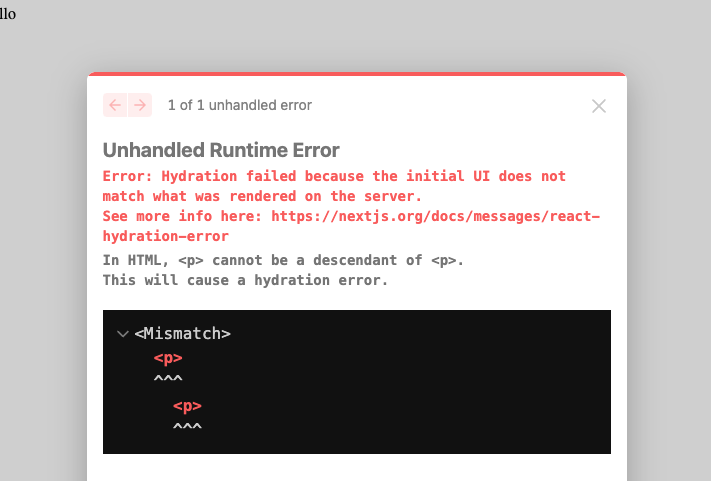 llo
1 of 1 unhandled error
Unhandled Runtime Error
Error: Hydration failed because the initial UI does not
match what was rendered on the server.
See more info here: https://nextjs.org/docs/messages/react-
hydration-error
In HTML, <p> cannot be a descendant of <p>.
This will cause a hydration error.
<Mismatch>
<p>
^^^
<p>
^^^